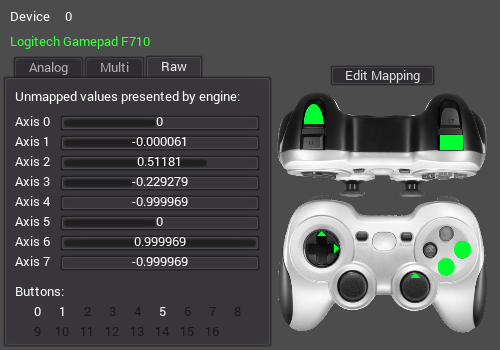 Device 0
Logitech Gamepad F710
Analog Multi Raw
Edit Mapping
Unmapped values presented by engine:
Axis 0 0
Axis 1 -0.000061
Axis 2 0.51181
Axis 3 -0.229279
Axis 4 -0.999969
Axis 5 0
Axis 6 0.999969
Axis 7 -0.999969
Buttons:
0 1 2 3 4 5 6 7 8
9 10 11 12 13 14 15 16